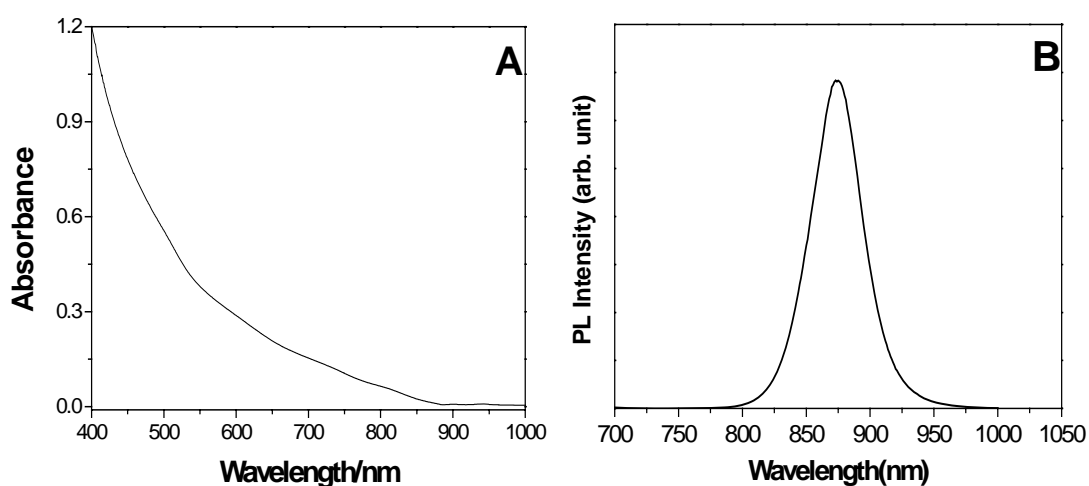 A
Absorbance
1.2
0.9
0.6
0.3
0.0
400 500 600 700 800 900 1000
Wavelength/nm
B
PL Intensity (arb. unit)
700 750 800 850 900 950 1000 1050
Wavelength(nm)